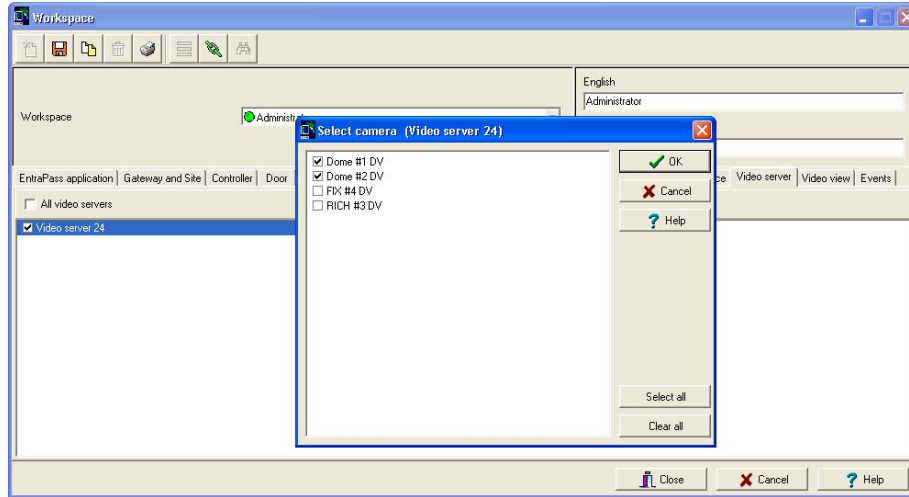 Workspace
English
Administrator
Workspace
Select camera (Video server 24)
Dome #1 DV
Dome #2 DV
FIX #4 DV
RICH #3 DV
OK
Cancel
Help
Select all
Clear all
EntraPass application
Gateway and Site
Controller
Door
Video server
Video view
Events
All video servers
Video server 24
Close
Cancel
Help